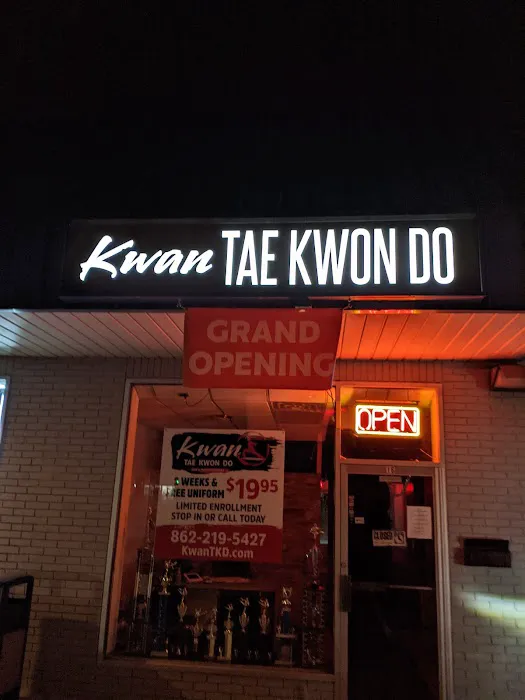 Kwan TAE KWON DO
GRAND
OPENING
OPEN
Kwan
TAE KWON DO
WEEKS &
FREE UNIFORM $19.95
LIMITED ENROLLMENT
STOP IN OR CALL TODAY
862-219-5427
KwanTKD.com
CLOSED